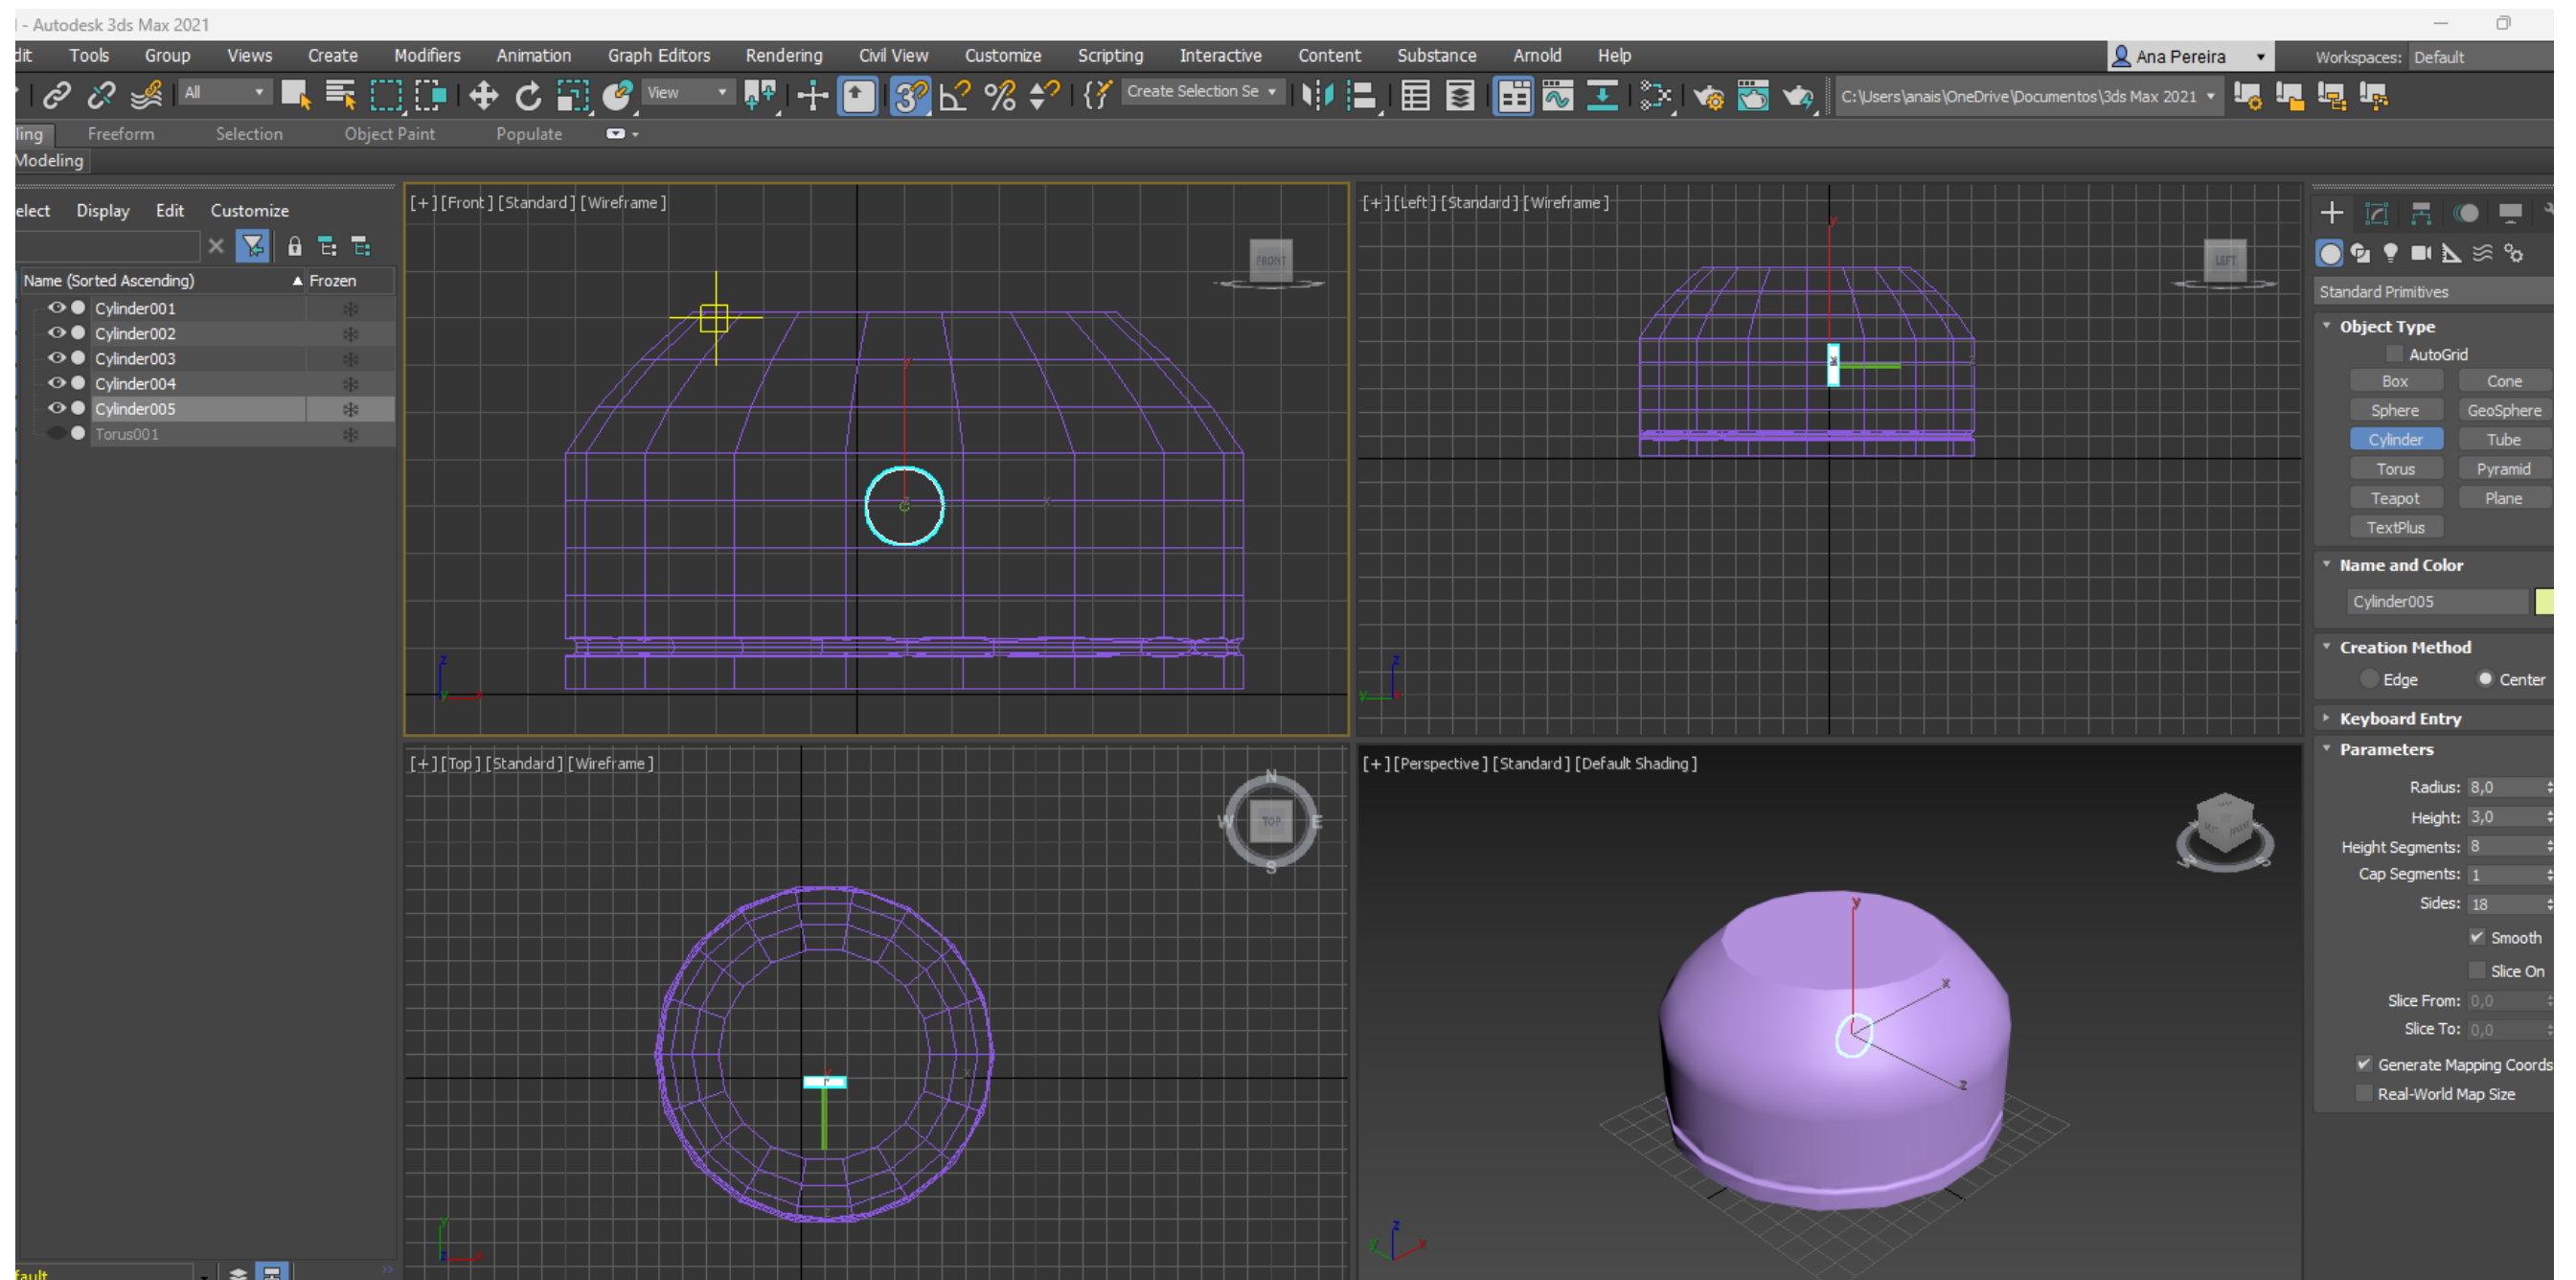 - Autodesk 3ds Max 2021
dit Tools Group Views Create Modifiers Animation Graph Editors Rendering Civil View Customize Scripting Interactive Content Substance Arnold Help Ana Pereira Workspaces: Default
All View Create Selection Se C:\Users\anais\OneDrive\Documentos\3ds Max 2021
ling Freeform Selection Object Paint Populate
Modeling
elect Display Edit Customize
Name (Sorted Ascending) Frozen
Cylinder001
Cylinder002
Cylinder003
Cylinder004
Cylinder005
Torus001
fault
[+] [Front] [Standard] [Wireframe]
FRONT
y
x
z
z
y
x
[+] [Left] [Standard] [Wireframe]
LEFT
y
z
z
y
[+] [Top] [Standard] [Wireframe]
N
W TOP E
S
x
z
y
z x
[+] [Perspective] [Standard] [Default Shading]
W S
y
x
z
z
y x
Standard Primitives
Object Type
AutoGrid
Box Cone
Sphere GeoSphere
Cylinder Tube
Torus Pyramid
Teapot Plane
TextPlus
Name and Color
Cylinder005
Creation Method
Edge Center
Keyboard Entry
Parameters
Radius: 8,0
Height: 3,0
Height Segments: 8
Cap Segments: 1
Sides: 18
Smooth
Slice On
Slice From: 0,0
Slice To: 0,0
Generate Mapping Coords
Real-World Map Size